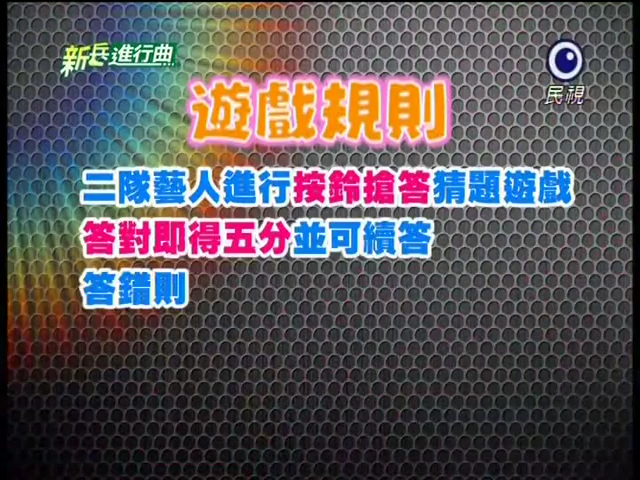 新兵進行曲
民視
遊戲規則
二隊藝人進行按鈴搶答猜題遊戲
答對即得五分並可續答
答錯則